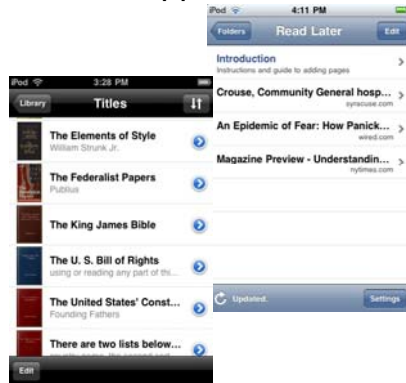 iPod 3:28 PM
Library Titles
The Elements of Style
William Strunk Jr.
The Federalist Papers
Publius
The King James Bible
The U. S. Bill of Rights
using or reading any part of thi...
The United States' Const...
Founding Fathers
There are two lists below...
Edit
iPod 4:11 PM
Folders Read Later Edit
Introduction
Instructions and guide to adding pages
Crouse, Community General hosp...
syracuse.com
An Epidemic of Fear: How Panick...
wired.com
Magazine Preview - Understandin...
nytimes.com
Updated. Settings